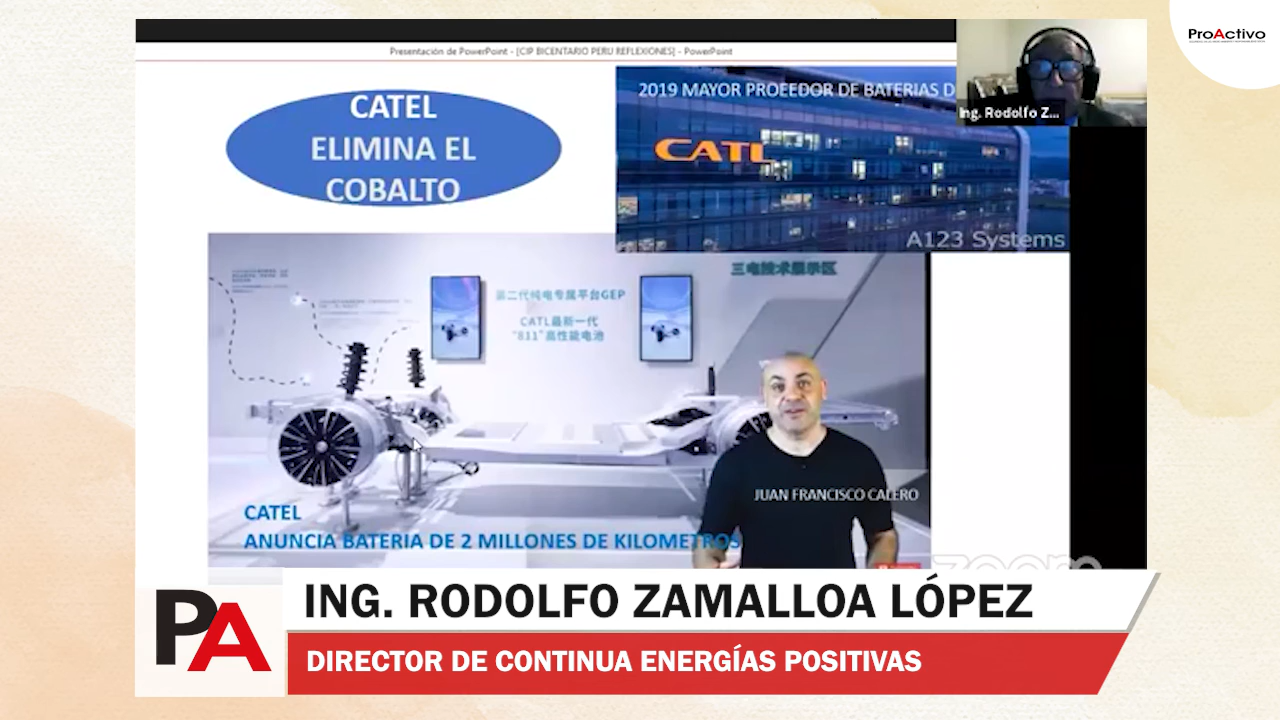 ProActivo
Presentación de PowerPoint - [CIP BICENTARIO PERU REFLEXIONES] - PowerPoint
CATEL
ELIMINA EL
COBALTO
2019 MAYOR PROEEDOR DE BATERIAS D
Ing. Rodolfo Z...
CATL
A123 Systems
三电技术展示区
第二代纯电专属平台GEP
CATL最新一代
"811"高性能电池
JUAN FRANCISCO CALERO
CATEL
ANUNCIA BATERIA DE 2 MILLONES DE KILOMETROS
zoom
PA
ING. RODOLFO ZAMALLOA LÓPEZ
DIRECTOR DE CONTINUA ENERGÍAS POSITIVAS